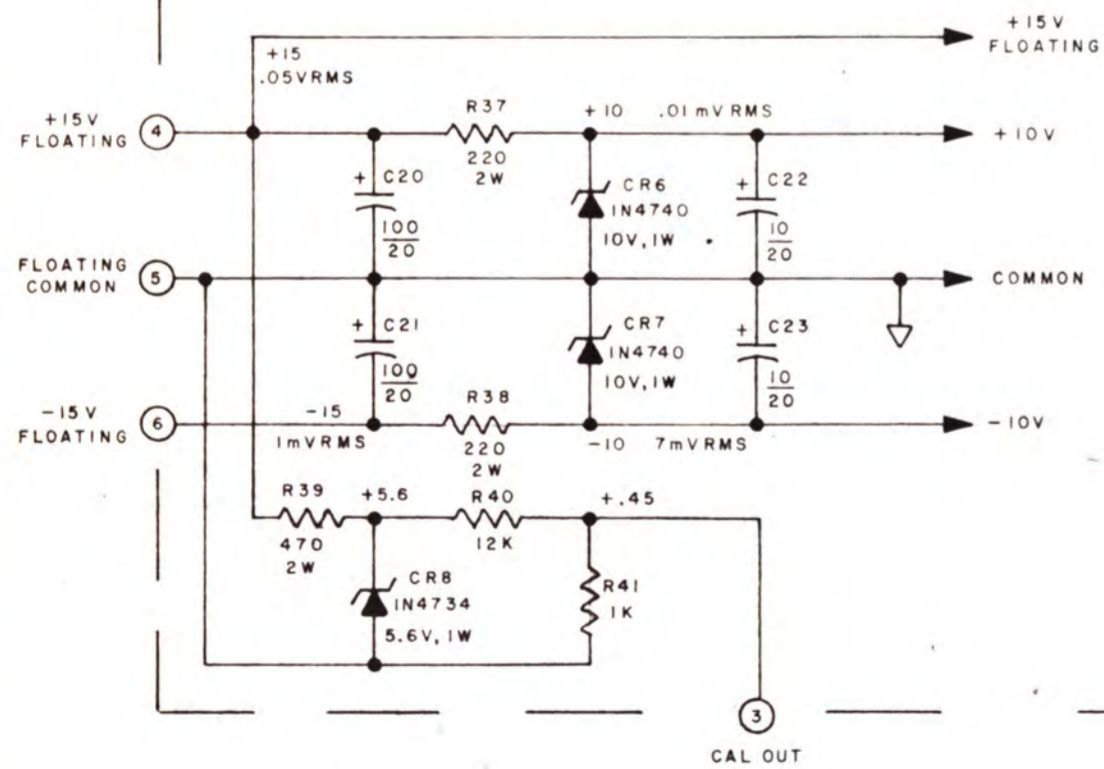 +15V
FLOATING
+15
.05VRMS
R37
220
2W
+10 .01mVRMS
+15V
FLOATING
4
+10V
+ C20
100
20
CR6
1N4740
10V, 1W
+ C22
10
20
FLOATING
COMMON
5
COMMON
+ C21
100
20
CR7
1N4740
10V, 1W
+ C23
10
20
-15V
FLOATING
6
-15
1mVRMS
R38
220
2W
-10 7mVRMS
-10V
R39
470
2W
+5.6
R40
12K
+.45
CR8
1N4734
5.6V, 1W
R41
1K
3
CAL OUT